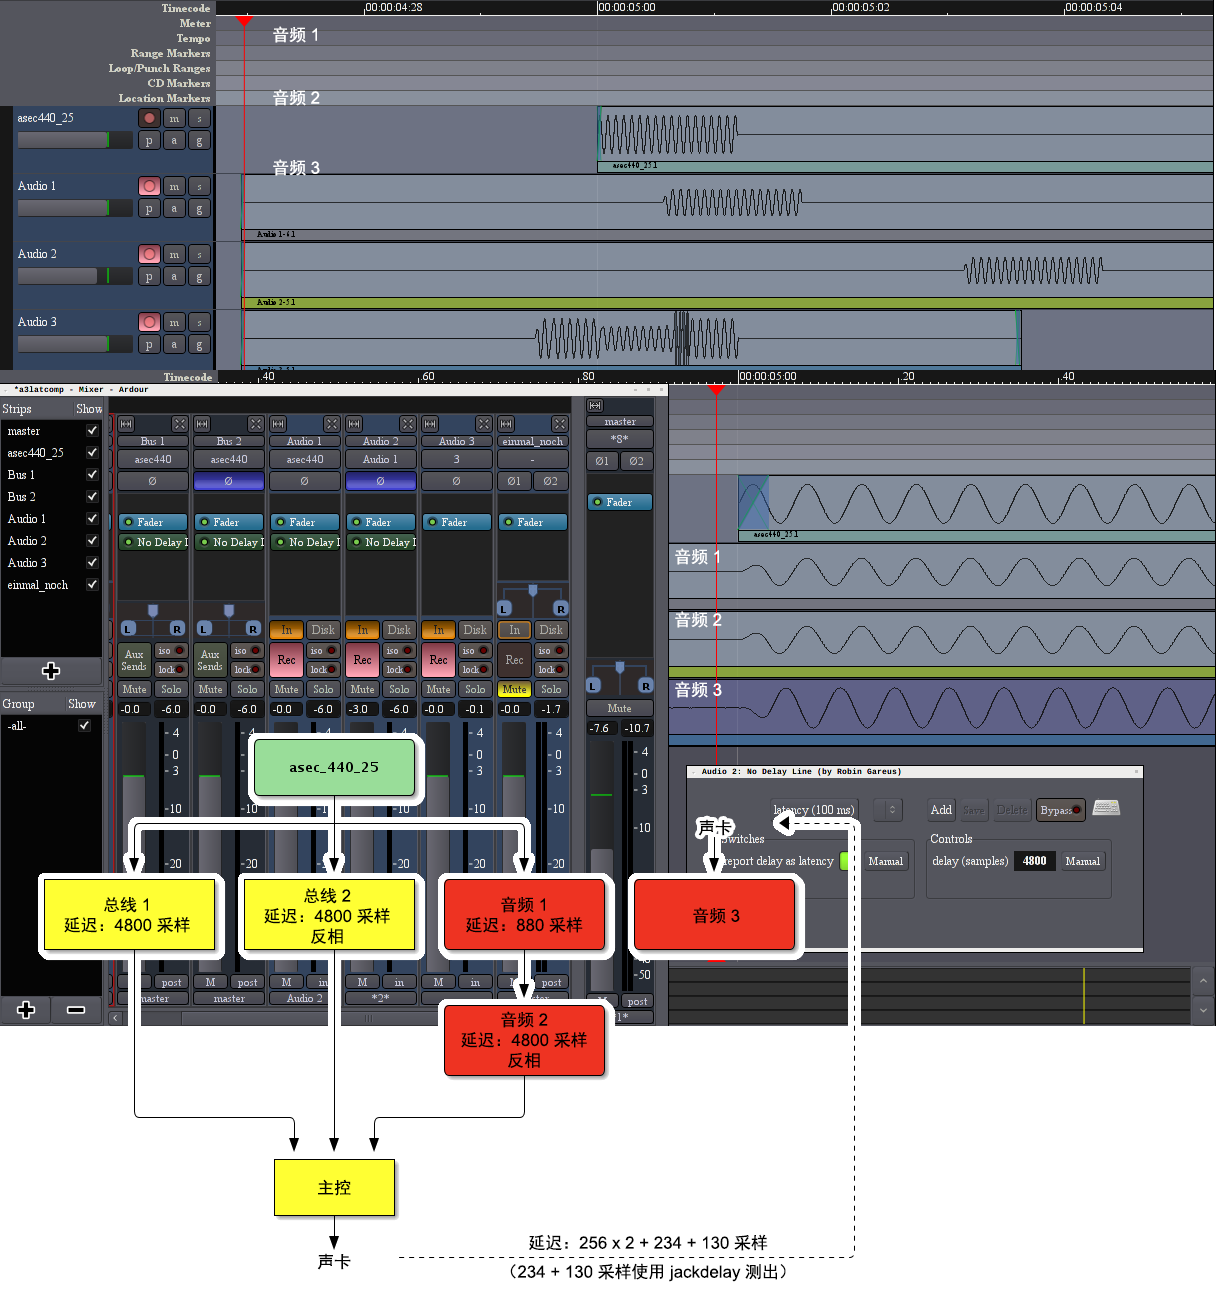 Timecode
00:00:04:28
00:00:05:00
00:00:05:02
00:00:05:04
Meter
Tempo
音频 1
Range Markers
Loop/Punch Ranges
CD Markers
Location Markers
音频 2
asec440_25
m
s
p
a
g
asec440_25.1
音频 3
Audio 1
m
s
p
a
g
Audio 1-4.1
Audio 2
m
s
p
a
g
Audio 2-5.1
Audio 3
m
s
p
a
g
Timecode
:40
:60
:80
00:00:05:00
:20
:40
*a3latcomp - Mixer - Ardour
Strips
Show
master
asec440_25
Bus 1
Bus 2
Audio 1
Audio 2
Audio 3
einmal_noch
Group
Show
-all-
Bus 1
Bus 2
Audio 1
Audio 2
Audio 3
einmal_noch
master
asec440
asec440
asec440
Audio 1
3
-
*8*
Ø
Ø
Ø
Ø
Ø
Ø1
Ø2
Ø1
Ø2
Fader
Fader
Fader
Fader
Fader
Fader
Fader
No Delay I
No Delay I
No Delay I
No Delay I
L
R
L
R
L
R
L
R
In
Disk
In
Disk
In
Disk
In
Disk
Aux
Sends
iso
lock
Aux
Sends
iso
lock
Rec
iso
lock
Rec
iso
lock
Rec
iso
lock
Rec
iso
lock
Mute
Solo
Mute
Solo
Mute
Solo
Mute
Solo
Mute
Solo
Mute
Solo
Mute
-0.0
-6.0
-0.0
-6.0
-0.0
-6.0
-3.0
-6.0
-0.0
-0.1
-0.0
-1.7
-7.6
-10.7
asec440_25.1
音频 1
音频 2
音频 3
Audio 2: No Delay Line (by Robin Gareus)
latency (100 ms)
Add
Save
Delete
Bypass
Switches
Controls
report delay as latency
Manual
delay (samples)
4800
Manual
asec_440_25
声卡
总线 1
延迟：4800 采样
总线 2
延迟：4800 采样
反相
音频 1
延迟：880 采样
音频 3
post
M
post
M
in
M
in
M
in
post
M
post
master
master
Audio 2
*2*
音频 2
延迟：4800 采样
反相
主控
声卡
延迟：256 x 2 + 234 + 130 采样
（234 + 130 采样使用 jackdelay 测出）